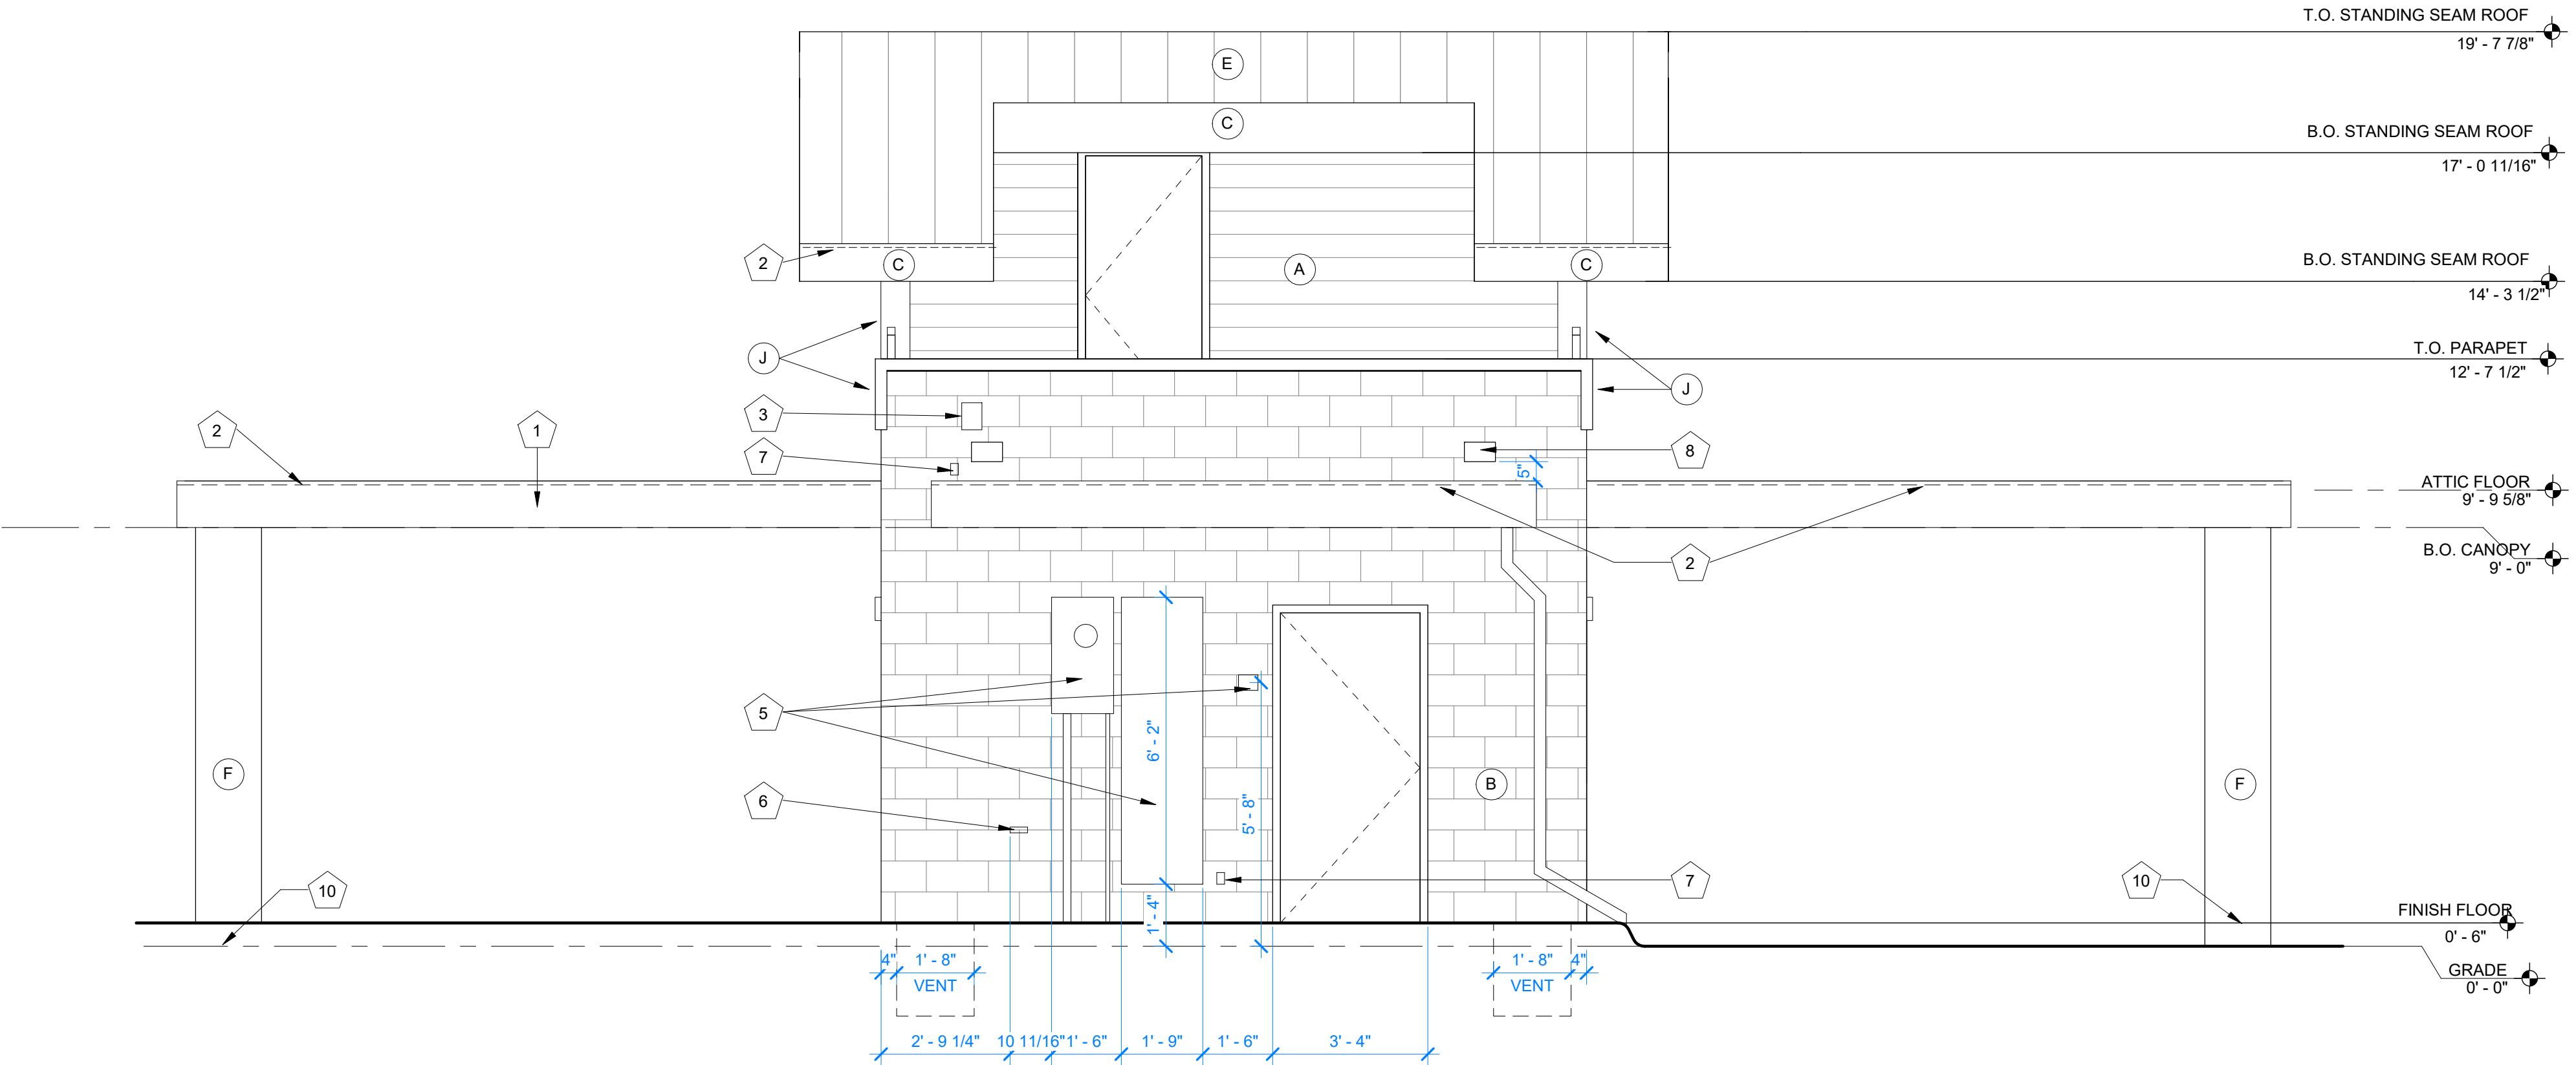 T.O. STANDING SEAM ROOF
19' - 7 7/8"
E
C
B.O. STANDING SEAM ROOF
17' - 0 11/16"
2
C
A
C
B.O. STANDING SEAM ROOF
14' - 3 1/2"
J
T.O. PARAPET
12' - 7 1/2"
J
3
2
1
7
8
5"
ATTIC FLOOR
9' - 9 5/8"
2
B.O. CANOPY
9' - 0"
5
6' - 2"
F
B
F
6
5' - 8"
10
7
10
1' - 4"
FINISH FLOOR
0' - 6"
4"
1' - 8"
VENT
1' - 8"
4"
VENT
GRADE
0' - 0"
2' - 9 1/4"
10 11/16"
1' - 6"
1' - 9"
1' - 6"
3' - 4"